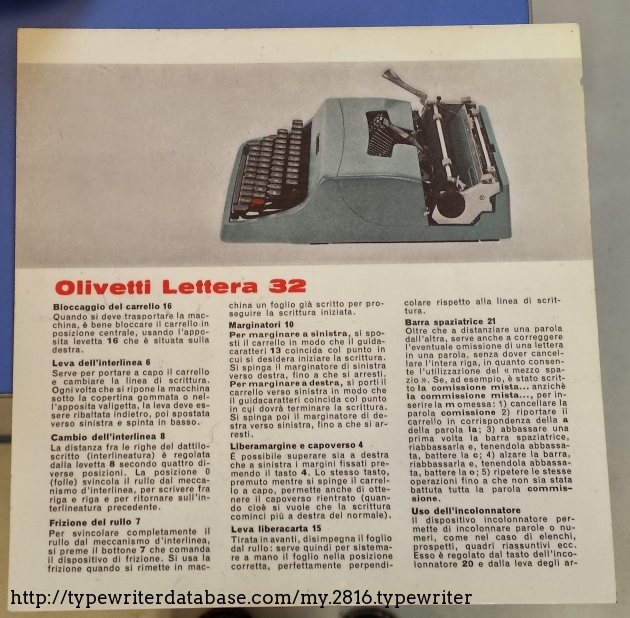 Olivetti Lettera 32
Bloccaggio del carrello 16
Quando si deve trasportare la mac-
china, è bene bloccare il carrello in
posizione centrale, usando l'appo-
sita levetta 16 che è situata sulla
destra.
Leva dell'interlinea 6
Serve per portare a capo il carrello
e cambiare la linea di scrittura.
Ogni volta che si ripone la macchina
sotto la copertina gommata o nel-
l'apposita valigetta, la leva deve es-
sere ribaltata indietro, poi spostata
verso sinistra e spinta in basso.
Cambio dell'interlinea 8
La distanza fra le righe del dattilo-
scritto (interlineatura) è regolata
dalla levetta 8 secondo quattro di-
verse posizioni. La posizione 0
(folle) svincola il rullo dal mecca-
nismo d'interlinea, per scrivere fra
riga e riga e per ritornare sull'in-
terlineatura precedente.
Frizione del rullo 7
Per svincolare completamente il
rullo dal meccanismo d'interlinea,
si preme il bottone 7 che comanda
il dispositivo di frizione. Si usa la
frizione quando si rimette in mac-
china un foglio già scritto per pro-
seguire la scrittura iniziata.
Marginatori 10
Per marginare a sinistra, si spo-
sti il carrello in modo che il guida-
caratteri 13 coincida col punto in
cui si desidera iniziare la scrittura.
Si spinga il marginatore di sinistra
verso destra, fino a che si arresti.
Per marginare a destra, si porti il
carrello verso sinistra in modo che
il guidacaratteri coincida col punto
in cui dovrà terminare la scrittura.
Si spinga poi il marginatore di de-
stra verso sinistra, fino a che si ar-
resti.
Liberamargine e capoverso 4
È possibile superare sia a destra
che a sinistra i margini fissati pre-
mendo il tasto 4. Lo stesso tasto,
premuto mentre si spinge il carrel-
lo a capo, permette anche di otte-
nere il capoverso rientrato (quan-
do cioè si vuole che la scrittura
cominci più a destra del normale).
Leva liberacarta 15
Tirata in avanti, disimpegna il foglio
dal rullo: serve quindi per sistema-
re a mano il foglio nella posizione
corretta, perfettamente perpendi-
colare rispetto alla linea di scrit-
tura.
Barra spaziatrice 21
Oltre che a distanziare una parola
dall'altra, serve anche a correggere
l'eventuale omissione di una lettera
in una parola, senza dover cancel-
lare l'intera riga, in quanto consen-
te l'utilizzazione del « mezzo spa-
zio ». Se, ad esempio, è stato scrit-
to la comissione mista..., anziché
la commissione mista..., per in-
serire la m omessa: 1) cancellare la
parola comissione 2) riportare il
carrello in corrispondenza della a
della parola la; 3) abbassare una
prima volta la barra spaziatrice,
riabbassarla e, tenendola abbassa-
ta, battere la c; 4) alzare la barra,
riabbassarla e, tenendola abbassa-
ta, battere la o; 5) ripetere le stesse
operazioni fino a che non sia stata
battuta tutta la parola commis-
sione.
Uso dell'incolonnatore
Il dispositivo incolonnatore per-
mette di incolonnare parole o nu-
meri, come nel caso di elenchi,
prospetti, quadri riassuntivi ecc.
Esso è regolato dal tasto dell'inco-
lonnatore 20 e dalla leva degli ar-
http://typewriterdatabase.com/my.2816.typewriter